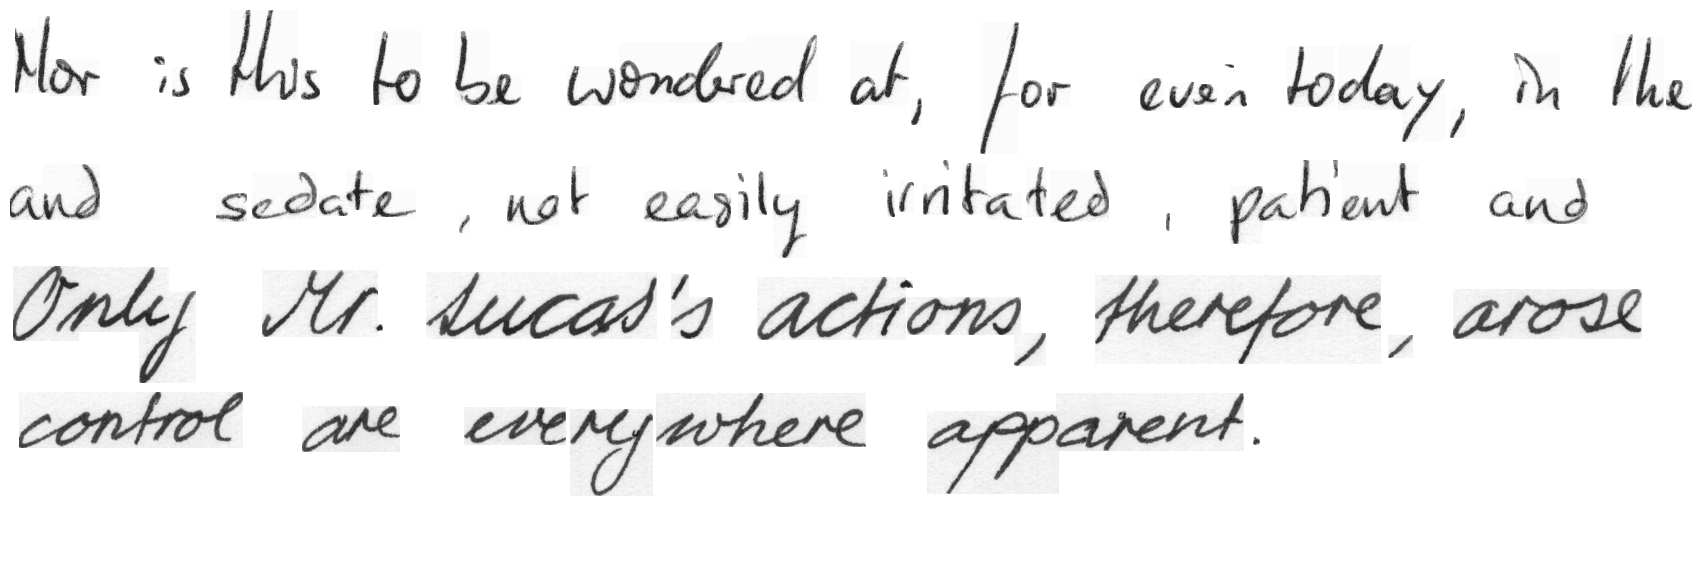 Nor is this to be wondered at, for even today, in the
and sedate, not easily irritated, patient and
Only Mr. Lucas's actions, therefore, arose
control are everywhere apparent.